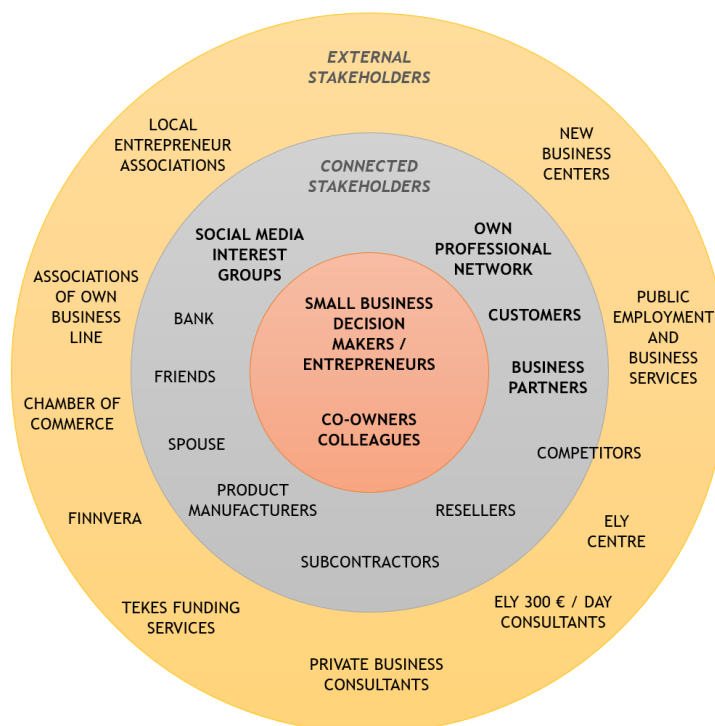 EXTERNAL
STAKEHOLDERS
LOCAL
ENTREPRENEUR
ASSOCIATIONS
NEW
BUSINESS
CENTERS
CONNECTED
STAKEHOLDERS
SOCIAL MEDIA
INTEREST
GROUPS
OWN
PROFESSIONAL
NETWORK
ASSOCIATIONS
OF OWN
BUSINESS
LINE
BANK
SMALL BUSINESS
DECISION
MAKERS /
ENTREPRENEURS
CUSTOMERS
PUBLIC
EMPLOYMENT
AND
BUSINESS
SERVICES
FRIENDS
BUSINESS
PARTNERS
CHAMBER OF
COMMERCE
CO-OWNERS
COLLEAGUES
SPOUSE
COMPETITORS
PRODUCT
MANUFACTURERS
RESELLERS
FINNVERA
ELY
CENTRE
SUBCONTRACTORS
TEKES FUNDING
SERVICES
ELY 300 € / DAY
CONSULTANTS
PRIVATE BUSINESS
CONSULTANTS